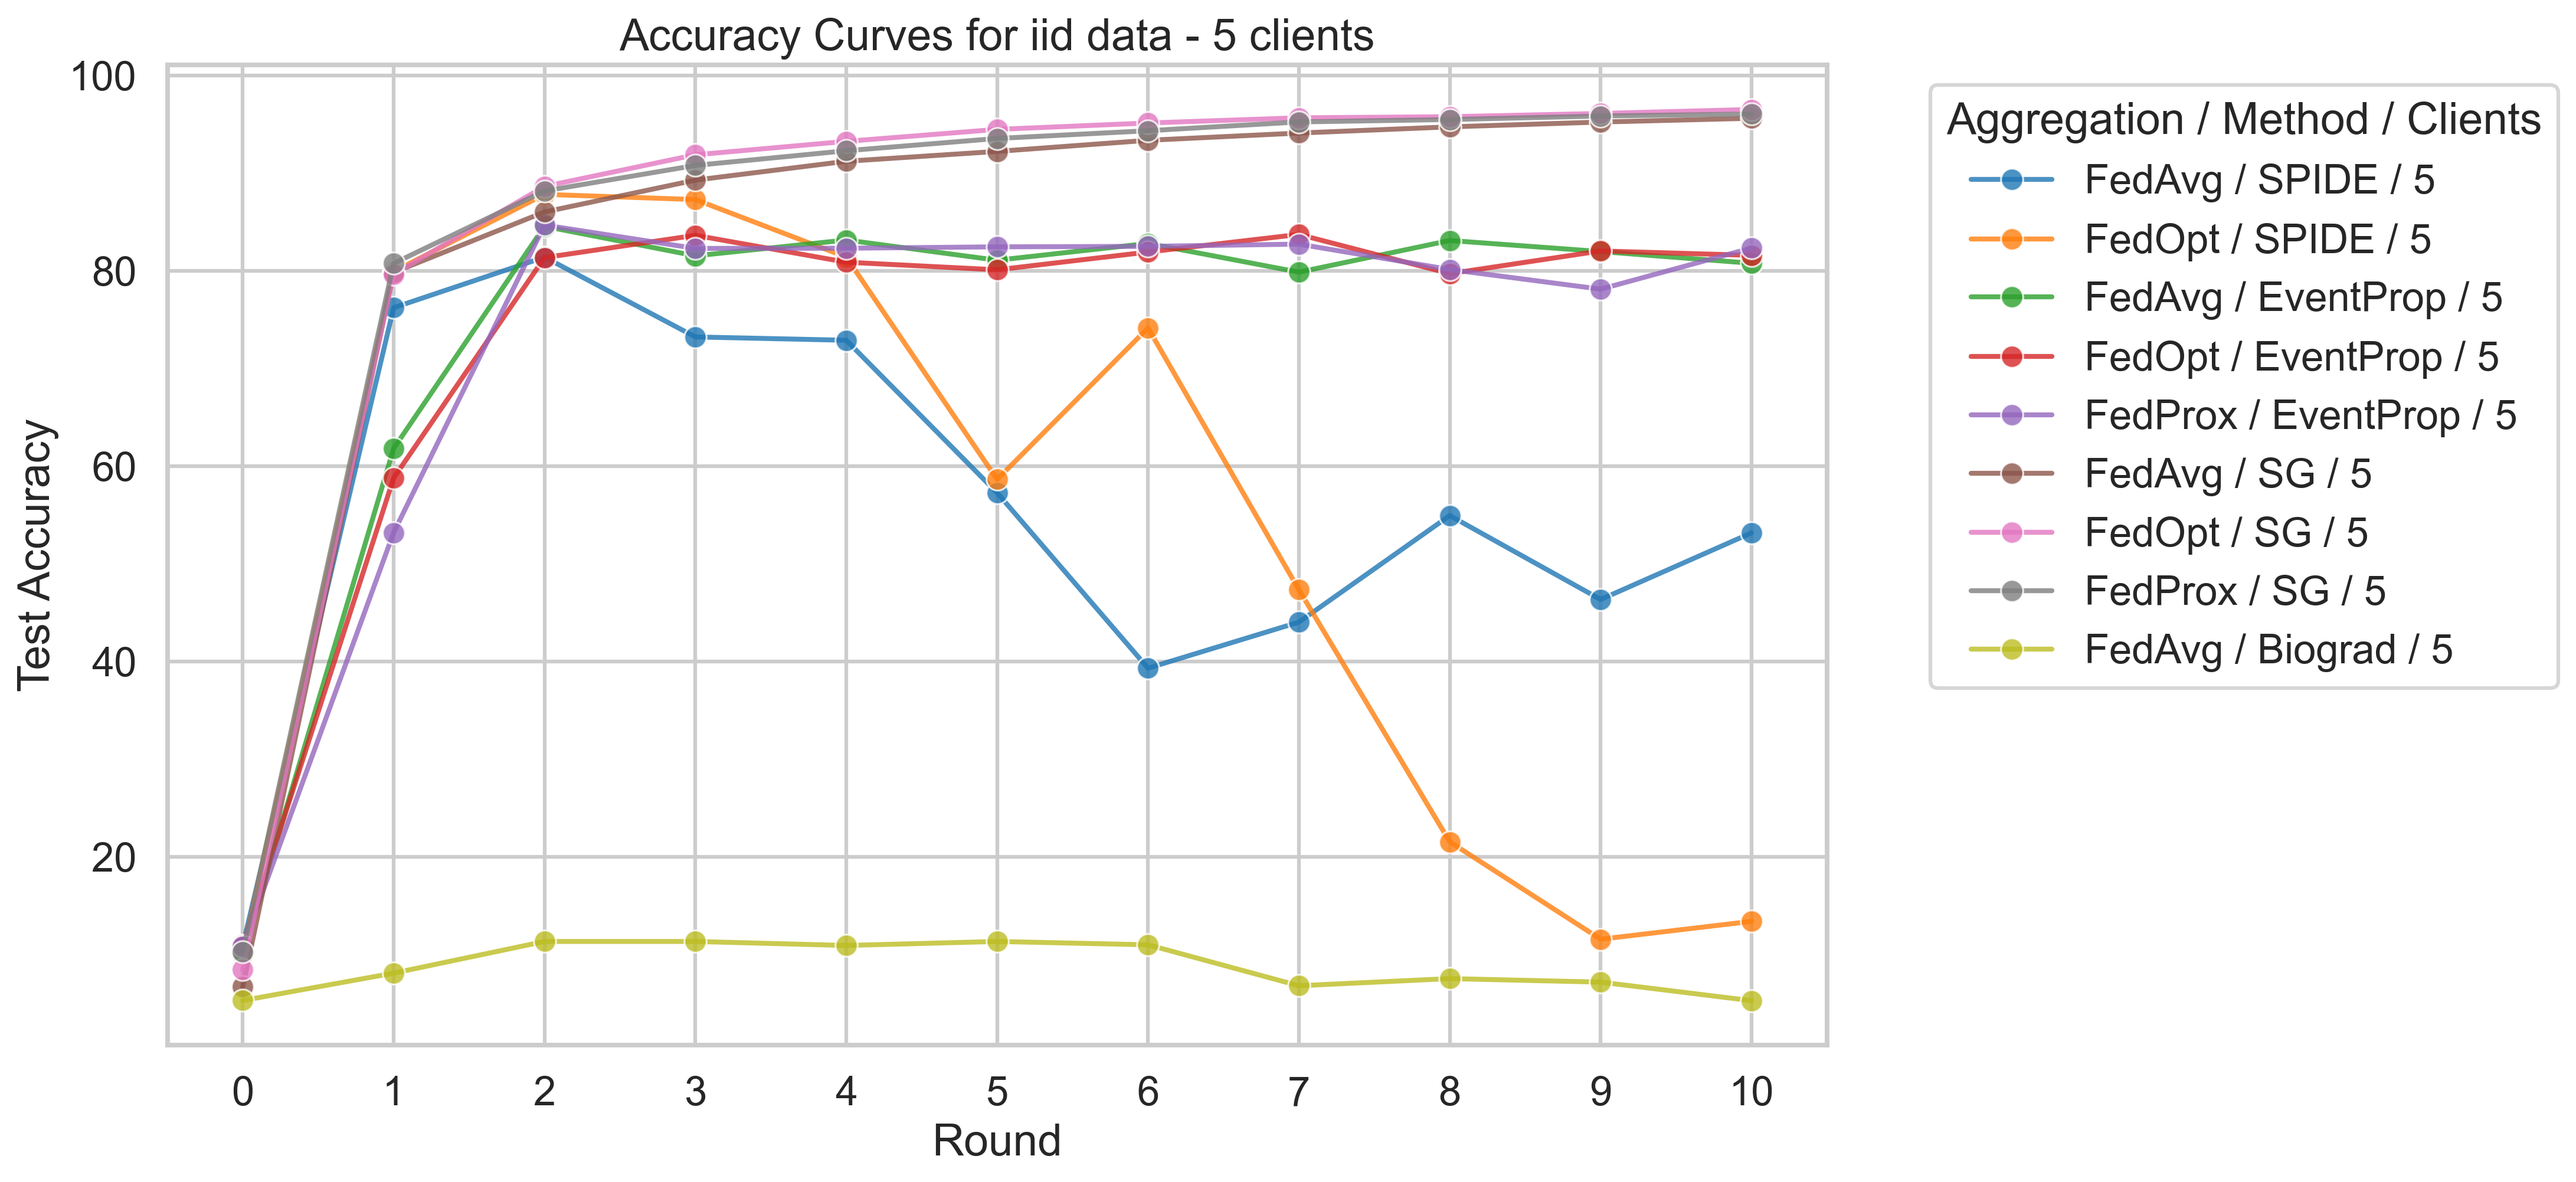 Accuracy Curves for iid data - 5 clients
100
80
60
40
20
Test Accuracy
0 1 2 3 4 5 6 7 8 9 10
Round
Aggregation / Method / Clients
FedAvg / SPIDE / 5
FedOpt / SPIDE / 5
FedAvg / EventProp / 5
FedOpt / EventProp / 5
FedProx / EventProp / 5
FedAvg / SG / 5
FedOpt / SG / 5
FedProx / SG / 5
FedAvg / Biograd / 5